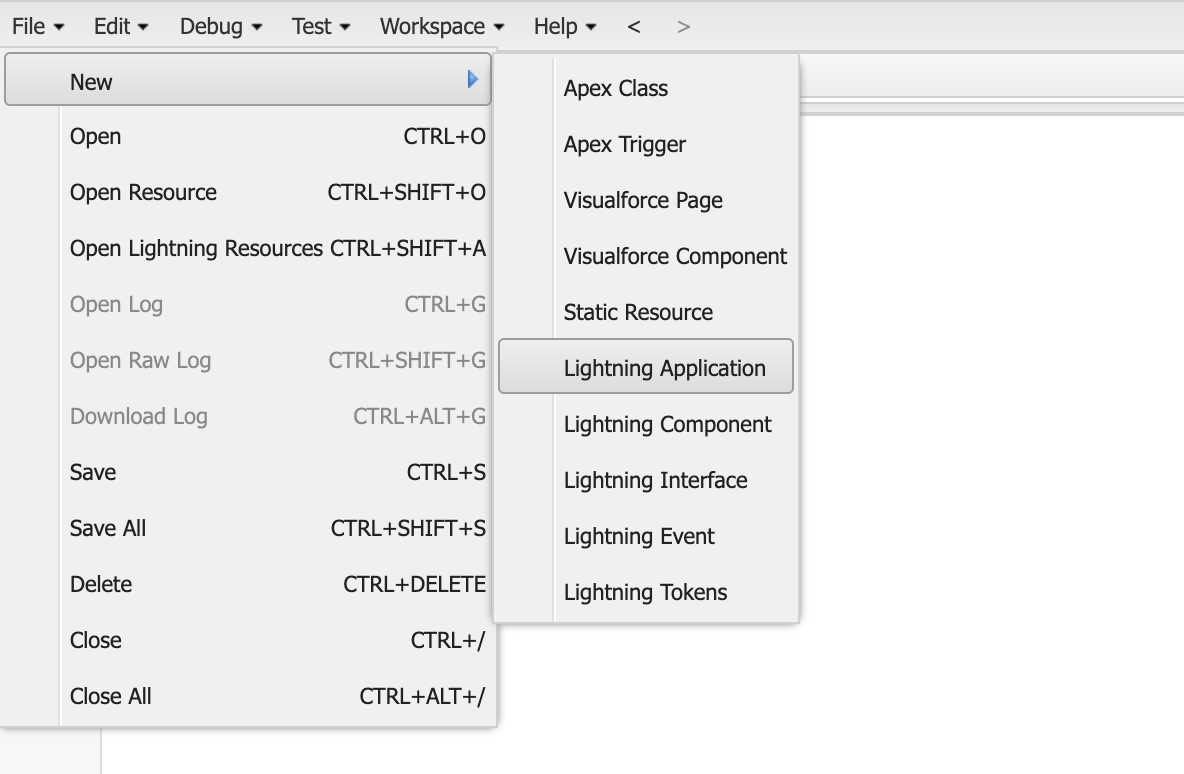 File Edit Debug Test Workspace Help < >
New
Open CTRL+O
Open Resource CTRL+SHIFT+O
Open Lightning Resources CTRL+SHIFT+A
Open Log CTRL+G
Open Raw Log CTRL+SHIFT+G
Download Log CTRL+ALT+G
Save CTRL+S
Save All CTRL+SHIFT+S
Delete CTRL+DELETE
Close CTRL+/
Close All CTRL+ALT+/
Apex Class
Apex Trigger
Visualforce Page
Visualforce Component
Static Resource
Lightning Application
Lightning Component
Lightning Interface
Lightning Event
Lightning Tokens